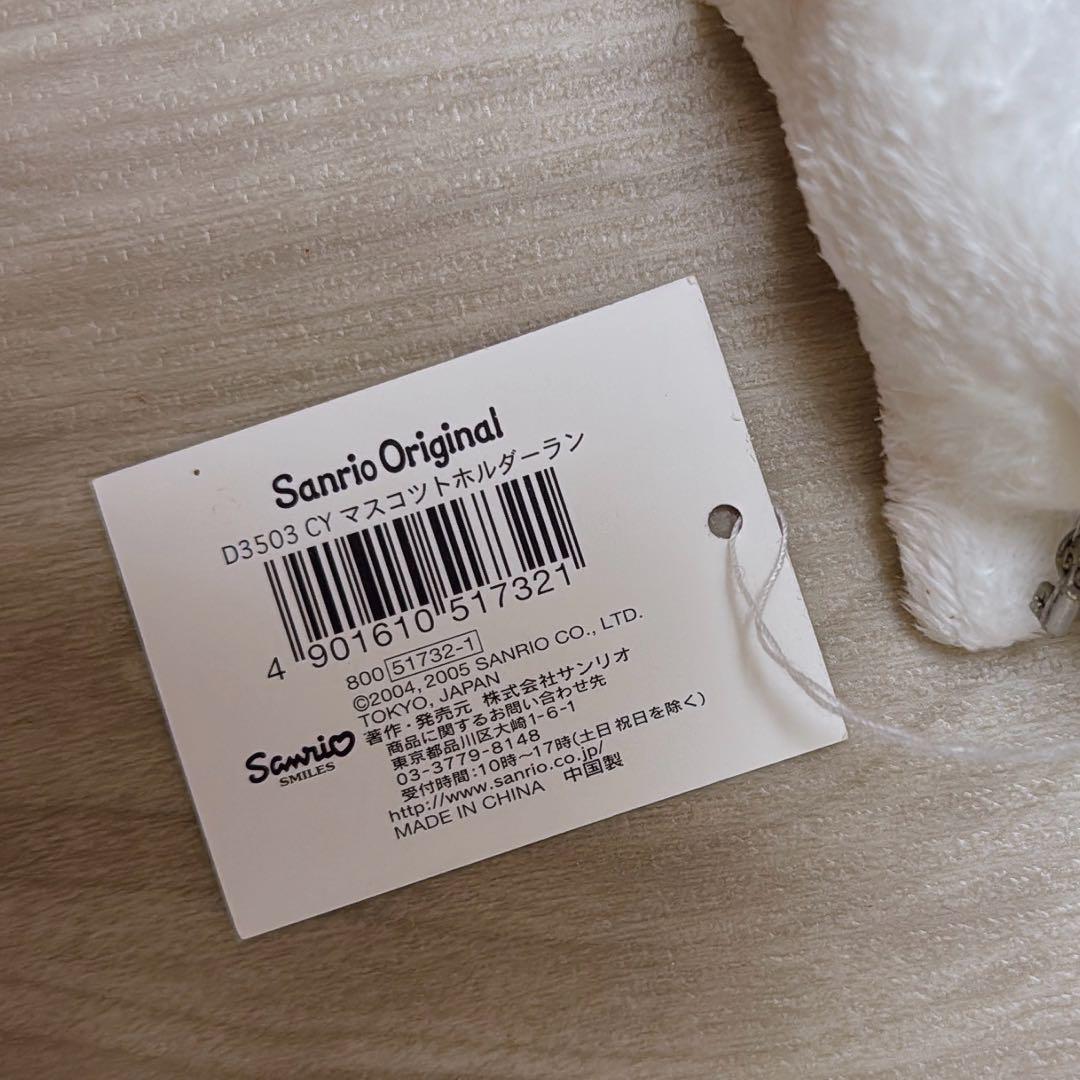 Sanrio Original
D3503 CY マスコツトホルダーラン
4 901610 517321
800 51732-1
©2004, 2005 SANRIO CO., LTD.
TOKYO, JAPAN
著作・発売元 株式会社サンリオ
商品に関するお問い合わせ先
東京都品川区大崎1-6-1
03-3779-8148
受付時間:10時〜17時(土日祝日を除く)
http://www.sanrio.co.jp/
MADE IN CHINA 中国製
Sanrio
SMILES